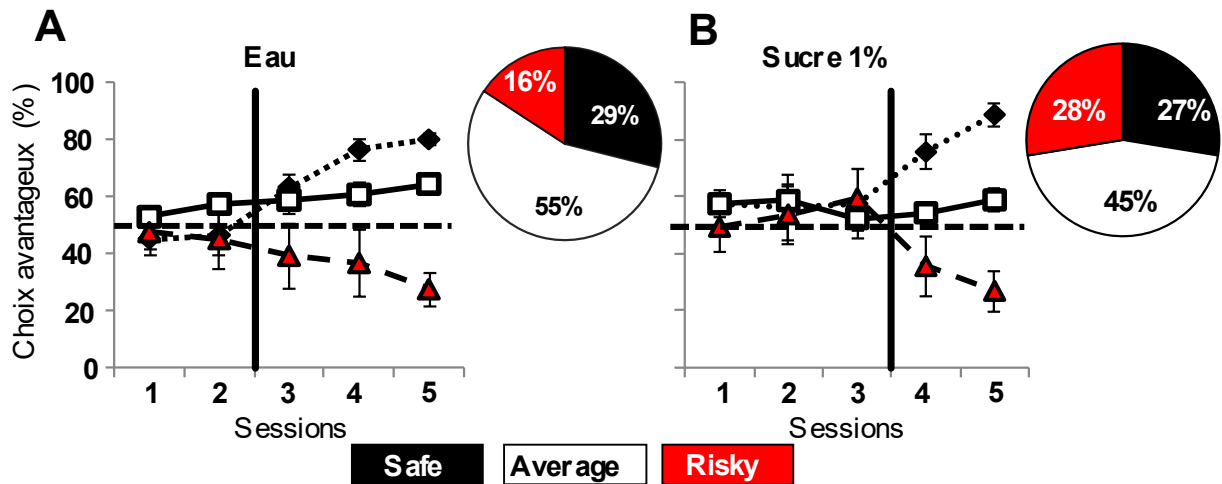 A
Eau
Choix avantageux (%)
100
80
60
40
20
0
1 2 3 4 5
Sessions
16%
29%
55%
B
Sucre 1%
1 2 3 4 5
Sessions
28%
27%
45%
Safe Average Risky